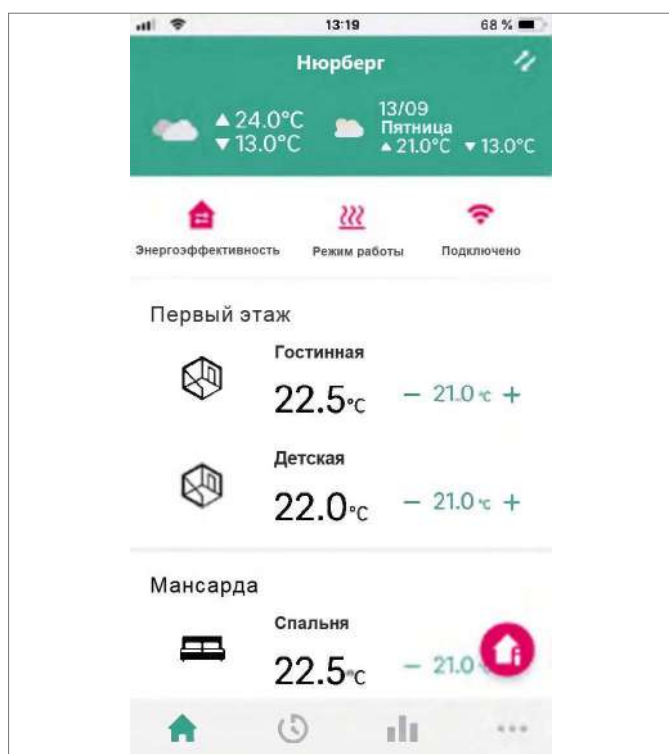 13:19
68 %
Нюрберг
▲ 24.0°C
▼ 13.0°C
13/09
Пятница
▲ 21.0°C ▼ 13.0°C
Энергоэффективность Режим работы Подключено
Первый этаж
Гостинная
22.5°C − 21.0 °C +
Детская
22.0°C − 21.0 °C +
Мансарда
Спальня
22.5°C − 21.0